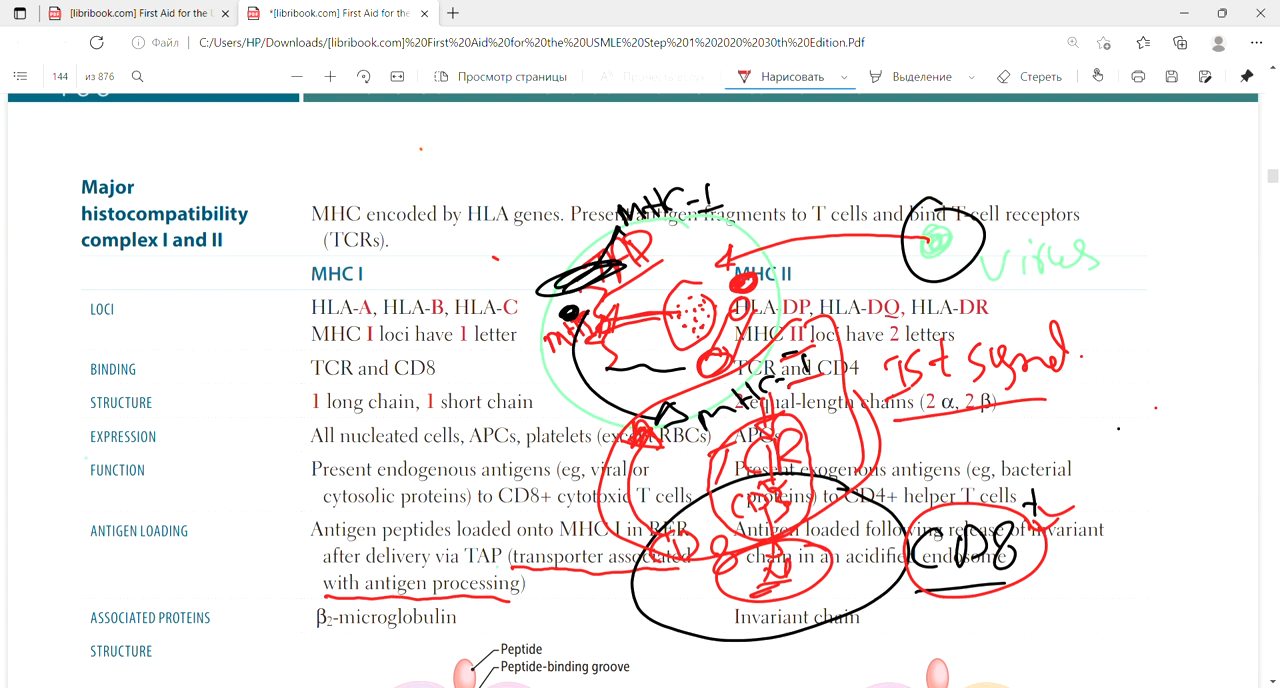 [libribook.com] First Aid for the
*[libribook.com] First Aid for the
Файл
C:/Users/HP/Downloads/[libribook.com]%20First%20Aid%20for%20the%20USMLE%20Step%201%202020%2030th%20Edition.Pdf
144 из 876
Просмотр страницы
Нарисовать
Выделение
Стереть
Major
histocompatibility
complex I and II
MHC encoded by HLA genes. Present antigen fragments to T cells and bind T cell receptors
(TCRs).
MHC-1
TAP
virus
MHC I MHC II
LOCI HLA-A, HLA-B, HLA-C HLA-DP, HLA-DQ, HLA-DR
MHC I loci have 1 letter MHC II loci have 2 letters
BINDING TCR and CD8 TCR and CD4
1st signal.
MHC-1
STRUCTURE 1 long chain, 1 short chain 2 equal-length chains (2 α, 2 β)
EXPRESSION All nucleated cells, APCs, platelets (except RBCs) APCs
TCR
FUNCTION Present endogenous antigens (eg, viral or Present exogenous antigens (eg, bacterial
cytosolic proteins) to CD8+ cytotoxic T cells proteins) to CD4+ helper T cells
CD3
CD8
CD8+
ANTIGEN LOADING Antigen peptides loaded onto MHC I in RER Antigen loaded following release of invariant
after delivery via TAP (transporter associated chain in an acidified endosome
with antigen processing)
ASSOCIATED PROTEINS β2-microglobulin Invariant chain
STRUCTURE
Peptide
Peptide-binding groove